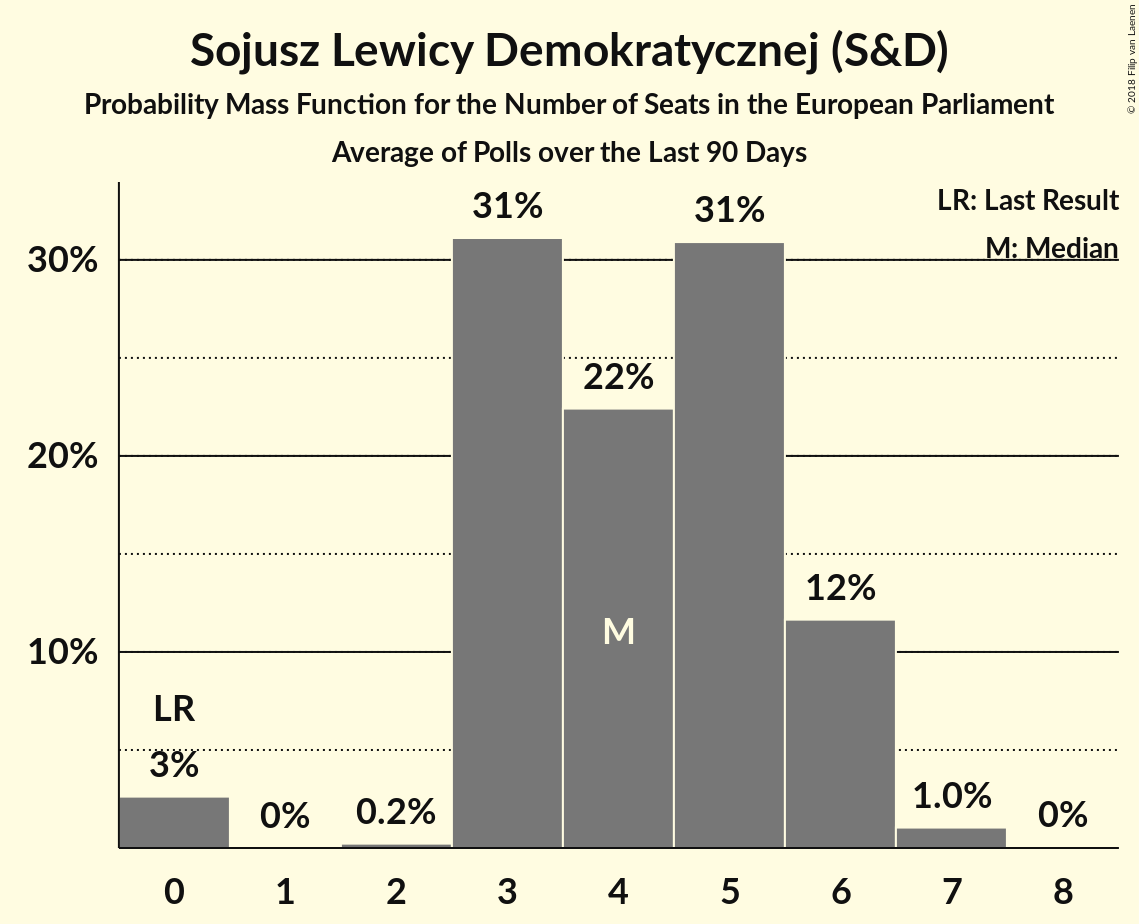 Sojusz Lewicy Demokratycznej (S&D)
Probability Mass Function for the Number of Seats in the European Parliament
Average of Polls over the Last 90 Days
© 2018 Filip van Laenen
LR: Last Result
M: Median
31%
31%
30%
22%
20%
12%
M
10%
LR
3%
0%
0.2%
1.0%
0%
0 1 2 3 4 5 6 7 8